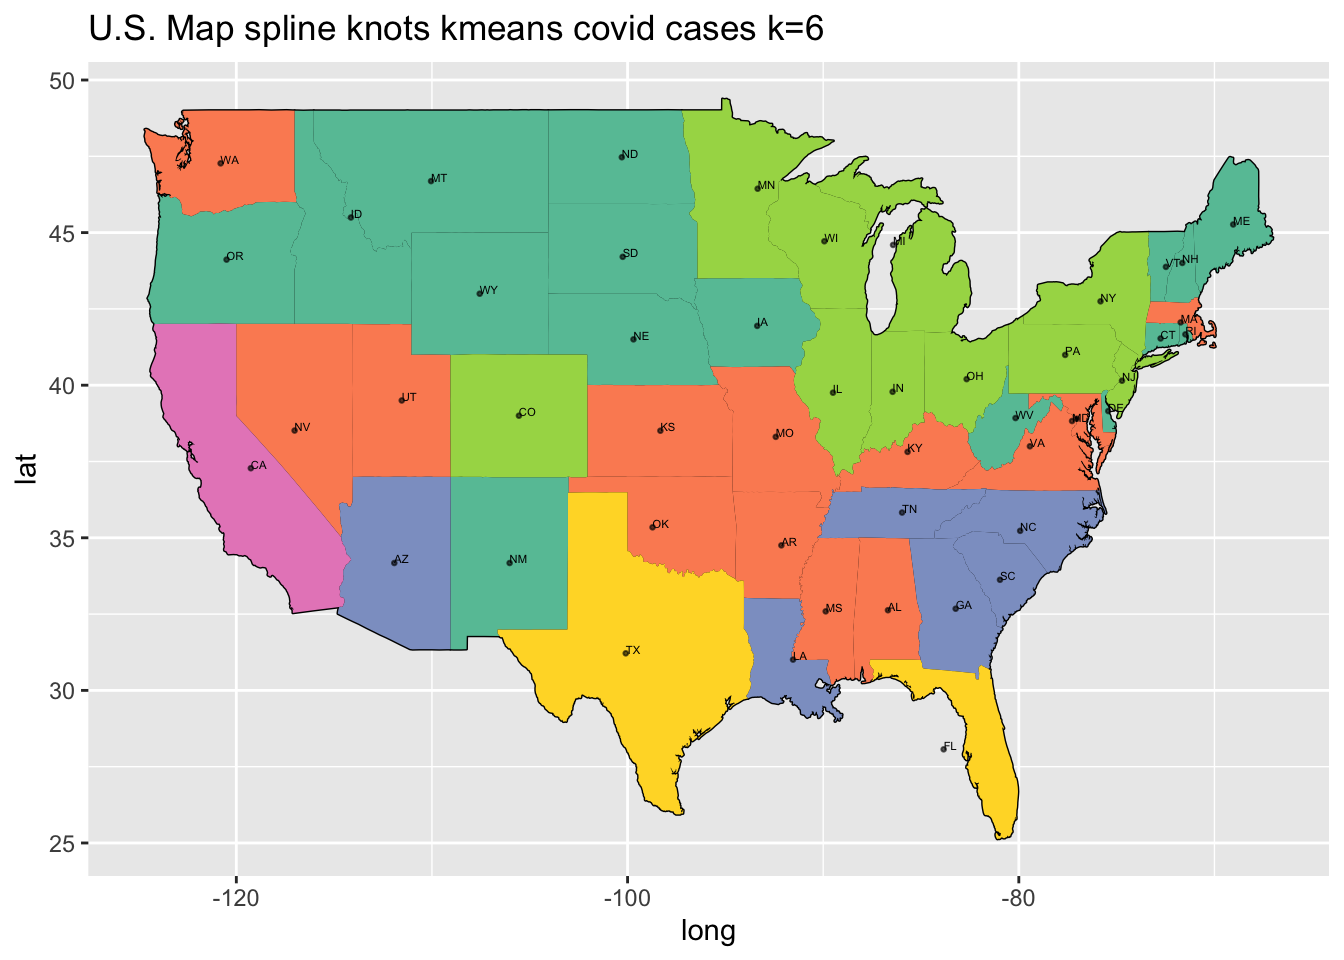 U.S. Map spline knots kmeans covid cases k=6
50
45
40
35
30
25
lat
WA
MT
ND
MN
ID
OR
SD
WI
MI
ME
VT
NH
WY
NY
MA
NE
IA
CT
RI
PA
NJ
UT
CO
IL
IN
OH
DE
NV
KS
MO
WV
MD
VA
CA
KY
OK
TN
NC
AZ
NM
AR
SC
MS
AL
GA
TX
LA
FL
-120
-100
-80
long